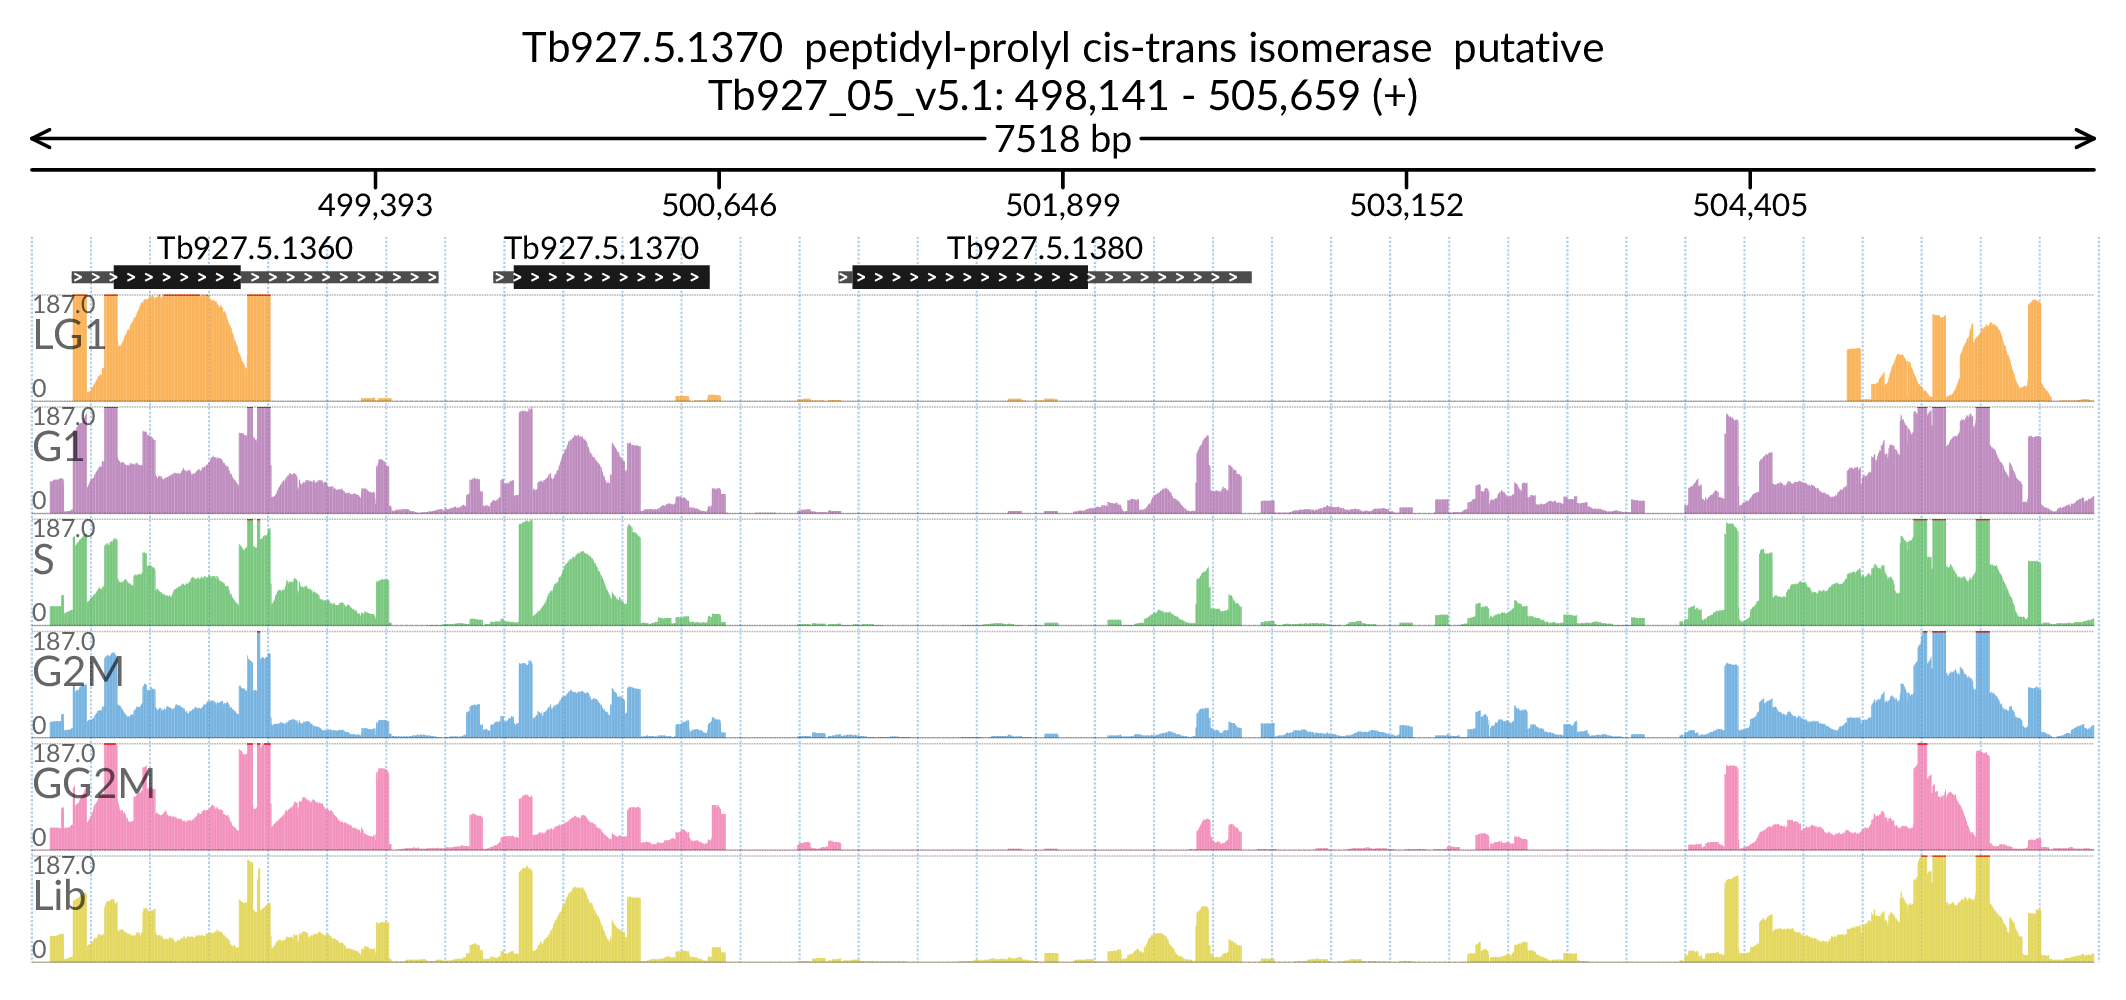 Tb927.5.1370 peptidyl-prolyl cis-trans isomerase putative
Tb927_05_v5.1: 498,141 - 505,659 (+)
7518 bp
499,393 500,646 501,899 503,152 504,405
Tb927.5.1360 Tb927.5.1370 Tb927.5.1380
187.0
LG1
0
187.0
G1
0
187.0
S
0
187.0
G2M
0
187.0
GG2M
0
187.0
Lib
0